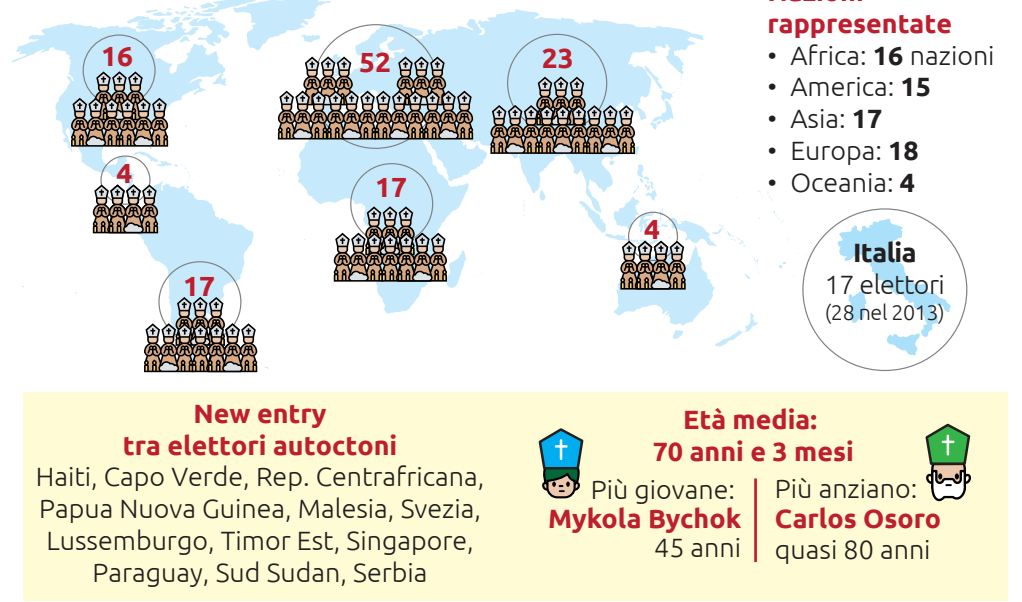 16
52
23
4
17
4
17
Nazioni
rappresentate
• Africa: 16 nazioni
• America: 15
• Asia: 17
• Europa: 18
• Oceania: 4
Italia
17 elettori
(28 nel 2013)
New entry
tra elettori autoctoni
Haiti, Capo Verde, Rep. Centrafricana,
Papua Nuova Guinea, Malesia, Svezia,
Lussemburgo, Timor Est, Singapore,
Paraguay, Sud Sudan, Serbia
Età media:
70 anni e 3 mesi
Più giovane:
Mykola Bychok
45 anni
Più anziano:
Carlos Osoro
quasi 80 anni